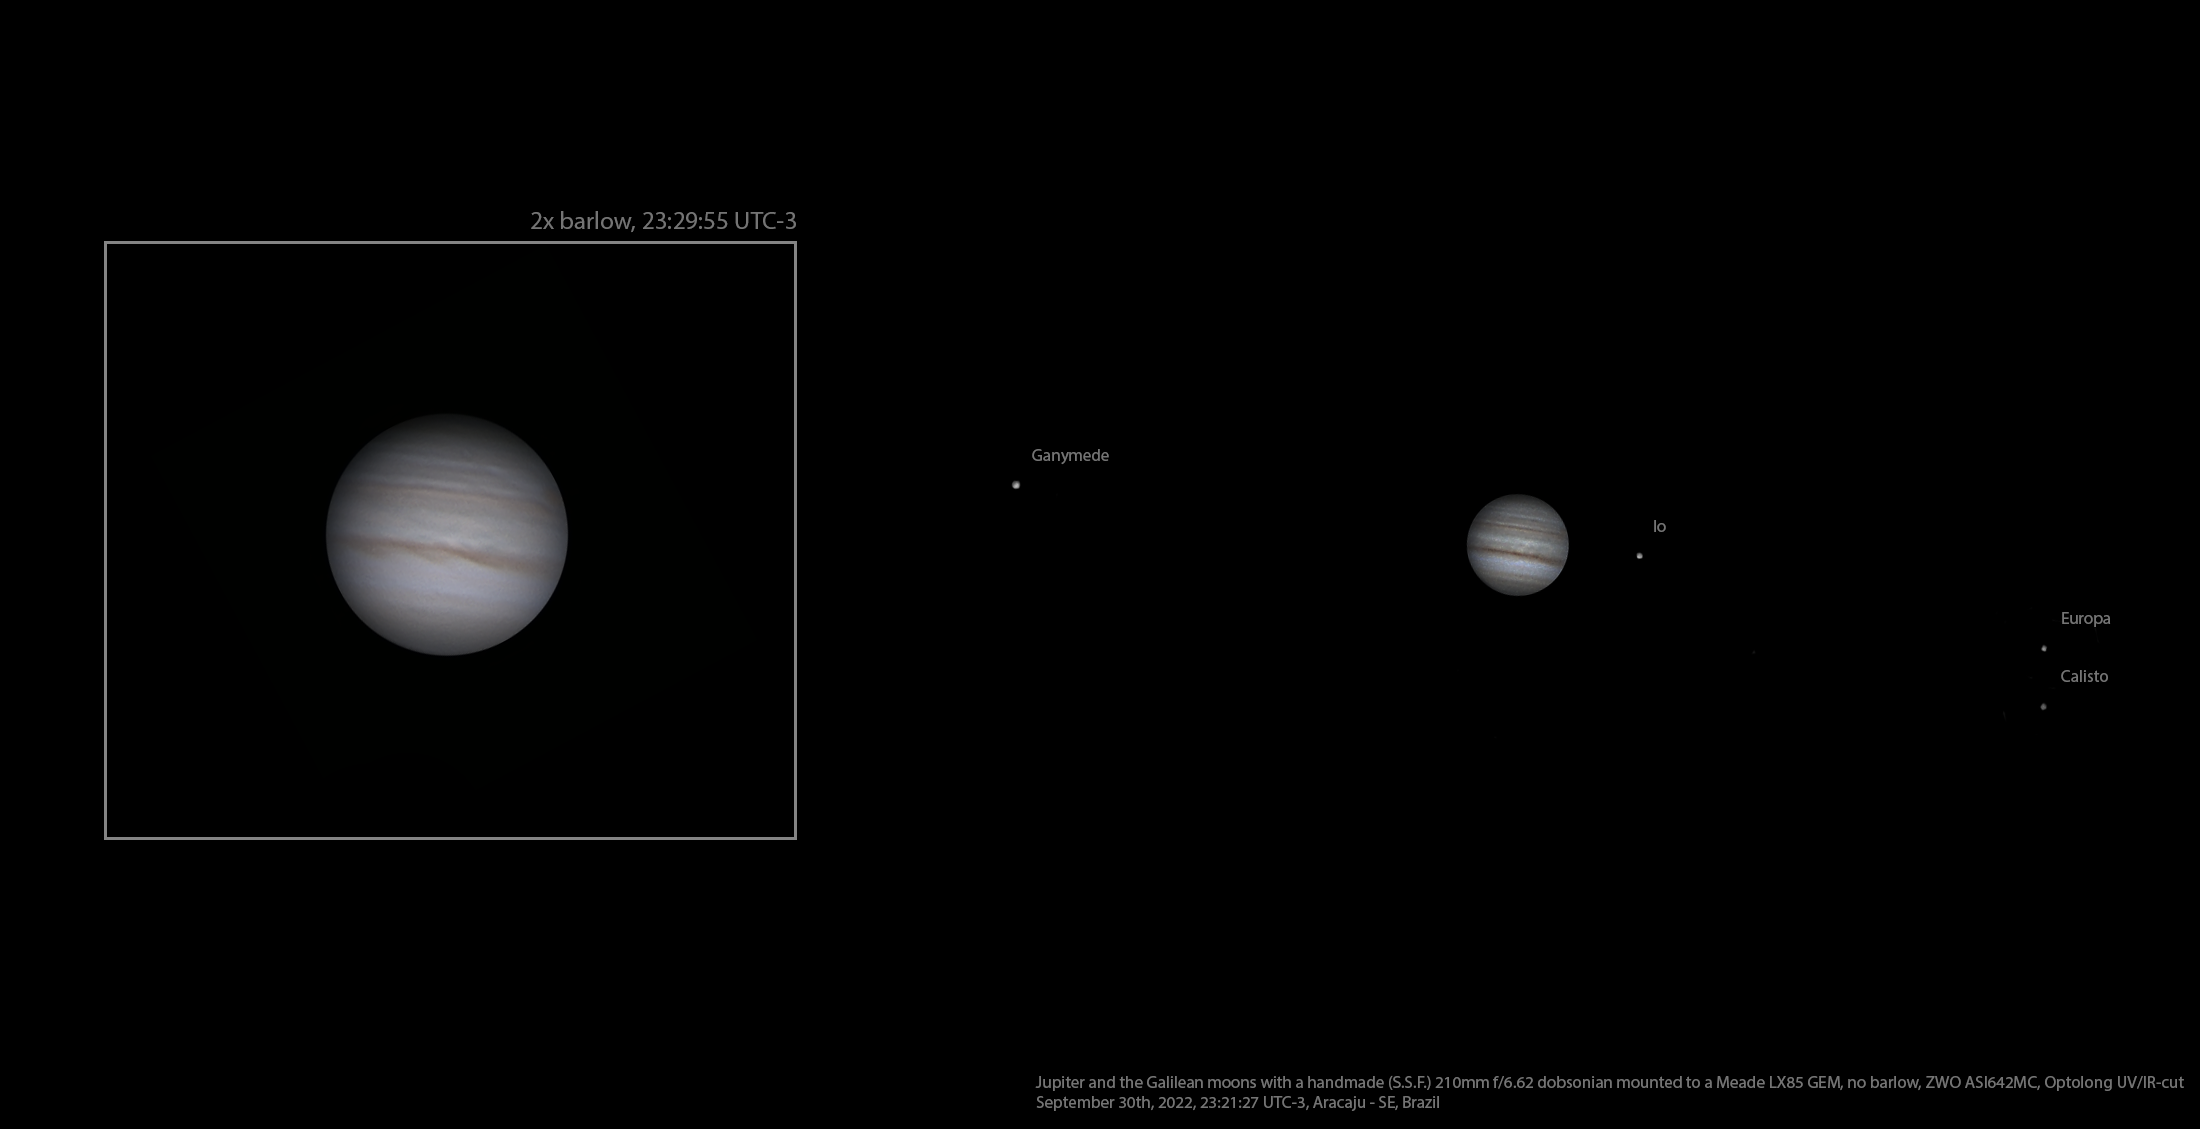 2x barlow, 23:29:55 UTC-3
Ganymede
Io
Europa
Calisto
Jupiter and the Galilean moons with a handmade (S.S.F.) 210mm f/6.62 dobsonian mounted to a Meade LX85 GEM, no barlow, ZWO ASI642MC, Optolong UV/IR-cut
September 30th, 2022, 23:21:27 UTC-3, Aracaju - SE, Brazil